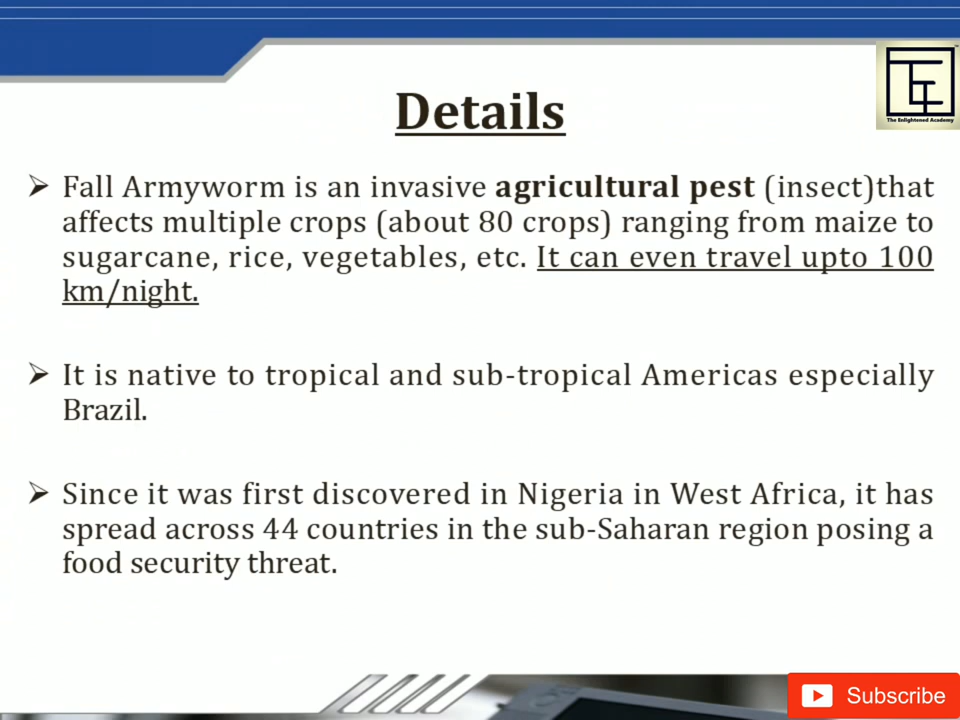 The Enlightened Academy
Details
➢ Fall Armyworm is an invasive agricultural pest (insect)that
affects multiple crops (about 80 crops) ranging from maize to
sugarcane, rice, vegetables, etc. It can even travel upto 100
km/night.
➢ It is native to tropical and sub-tropical Americas especially
Brazil.
➢ Since it was first discovered in Nigeria in West Africa, it has
spread across 44 countries in the sub-Saharan region posing a
food security threat.
Subscribe